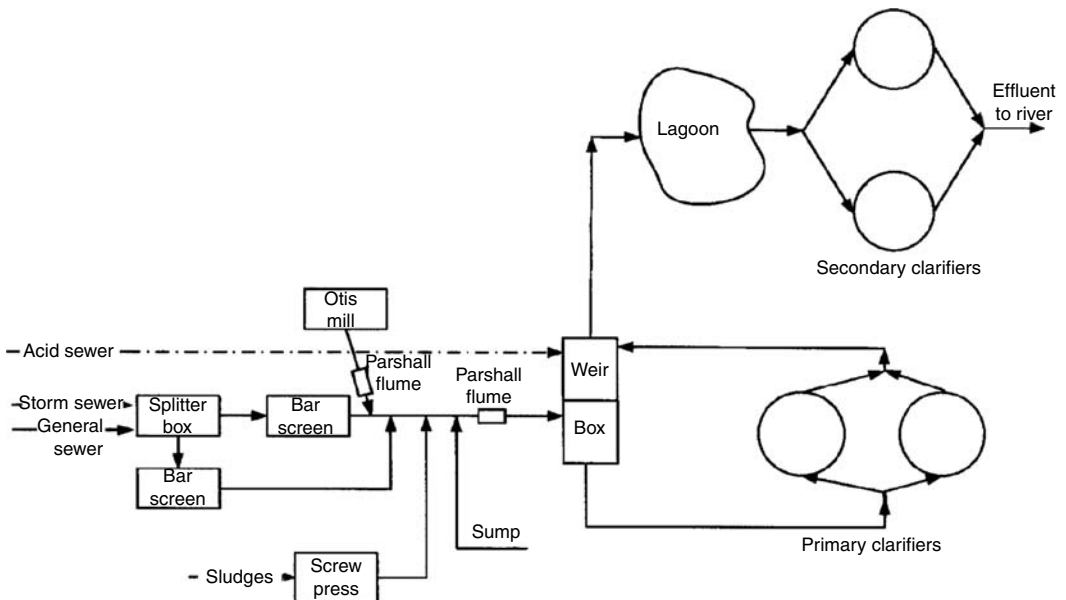 Effluent
to river
Lagoon
Secondary clarifiers
Otis
mill
Acid sewer
Parshall
flume
Parshall
flume
Weir
Storm sewer
General
sewer
Splitter
box
Bar
screen
Box
Bar
screen
Sump
Primary clarifiers
Sludges
Screw
press